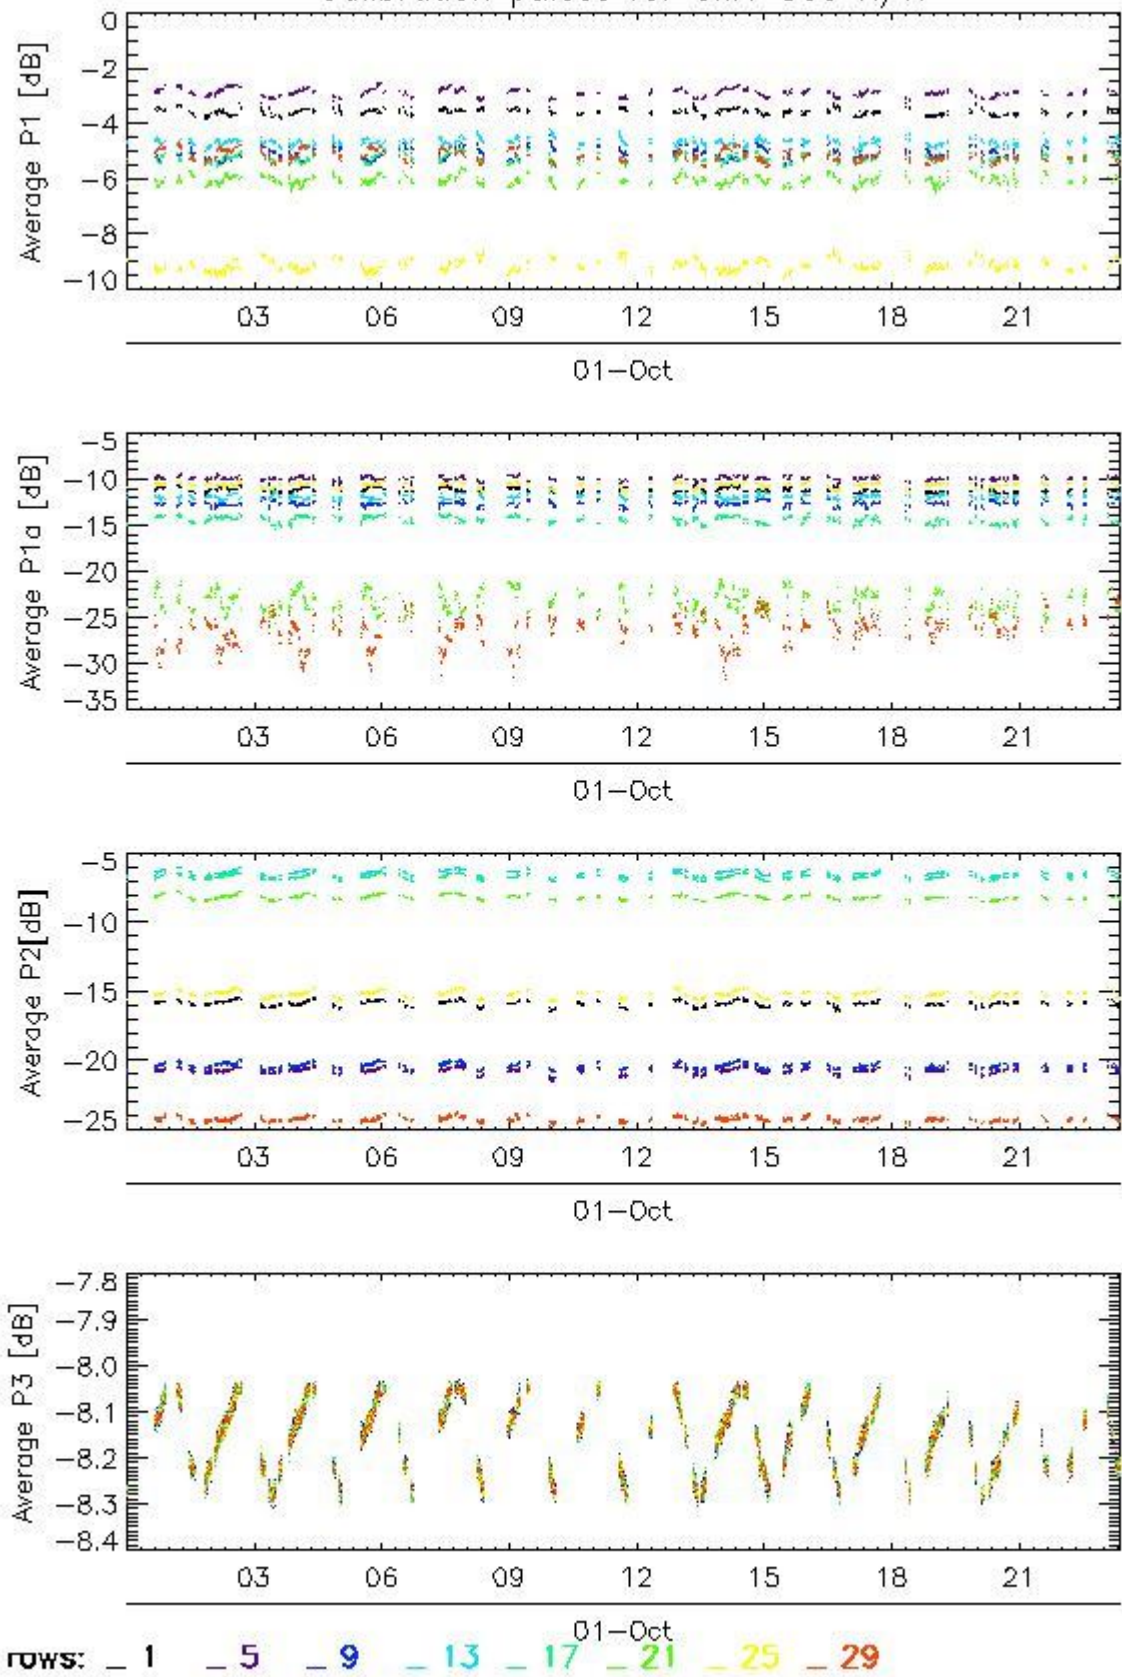 0
−2
−4
−6
−8
−10
Average P1 [dB]
03 06 09 12 15 18 21
01−Oct
−5
−10
−15
−20
−25
−30
−35
Average P1a [dB]
03 06 09 12 15 18 21
01−Oct
−5
−10
−15
−20
−25
Average P2[dB]
03 06 09 12 15 18 21
01−Oct
−7.8
−7.9
−8.0
−8.1
−8.2
−8.3
−8.4
Average P3 [dB]
03 06 09 12 15 18 21
01−Oct
rows: _ 1 _ 5 _ 9 _ 13 _ 17 _ 21 _ 25 _ 29